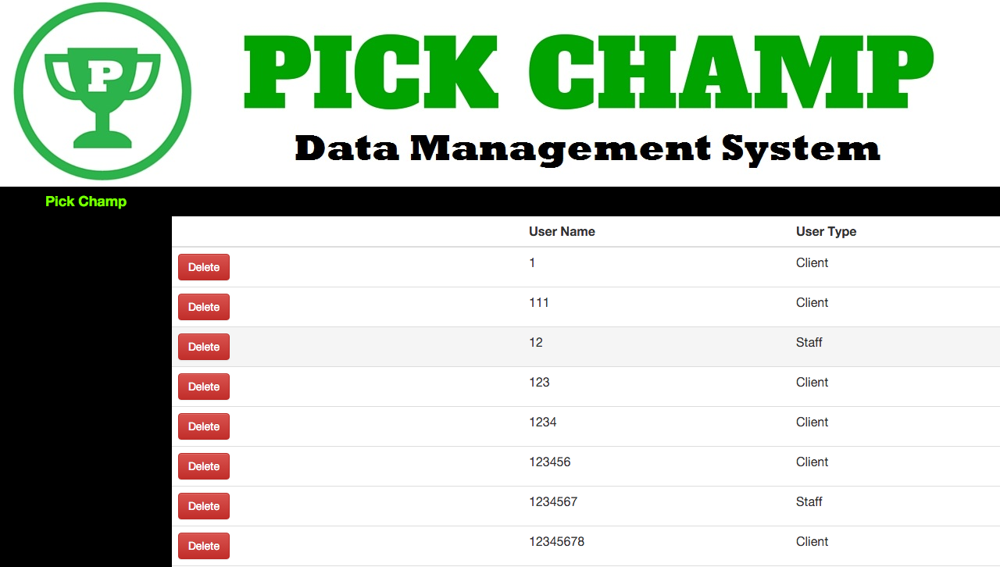 P
PICK CHAMP
Data Management System
Pick Champ
User Name User Type
Delete 1 Client
Delete 111 Client
Delete 12 Staff
Delete 123 Client
Delete 1234 Client
Delete 123456 Client
Delete 1234567 Staff
Delete 12345678 Client